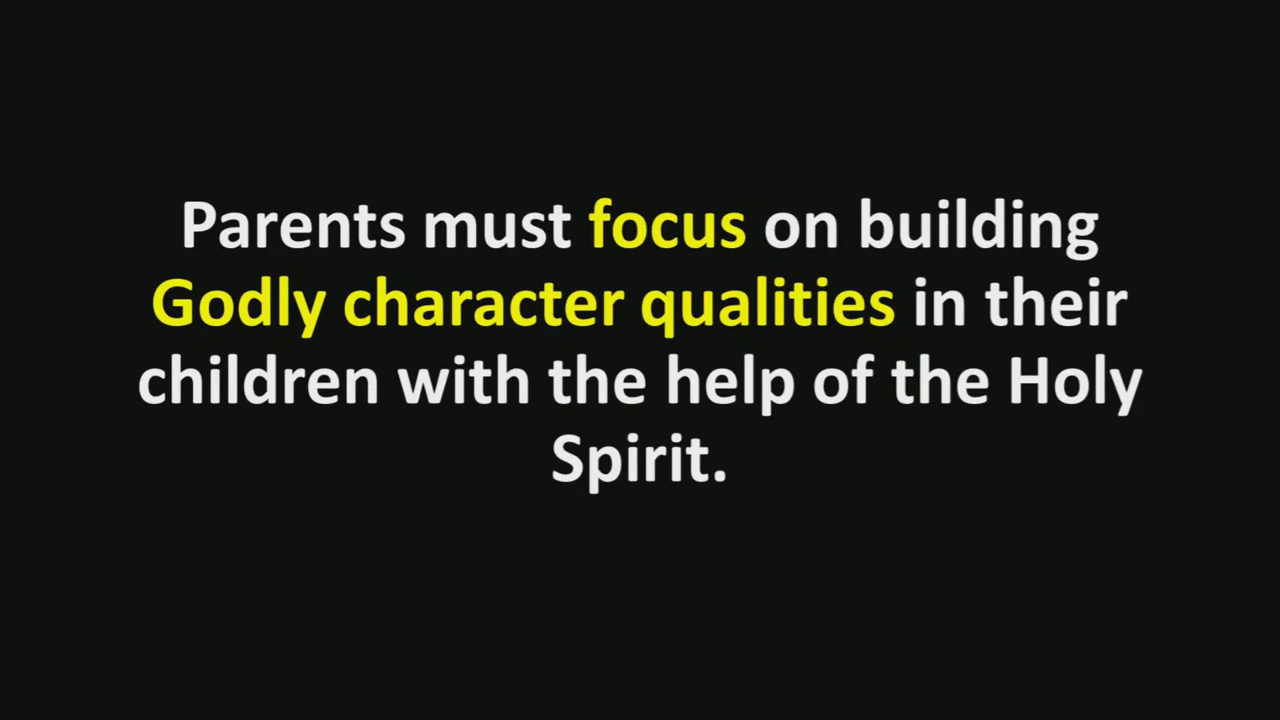 Parents must focus on building
Godly character qualities in their
children with the help of the Holy
Spirit.